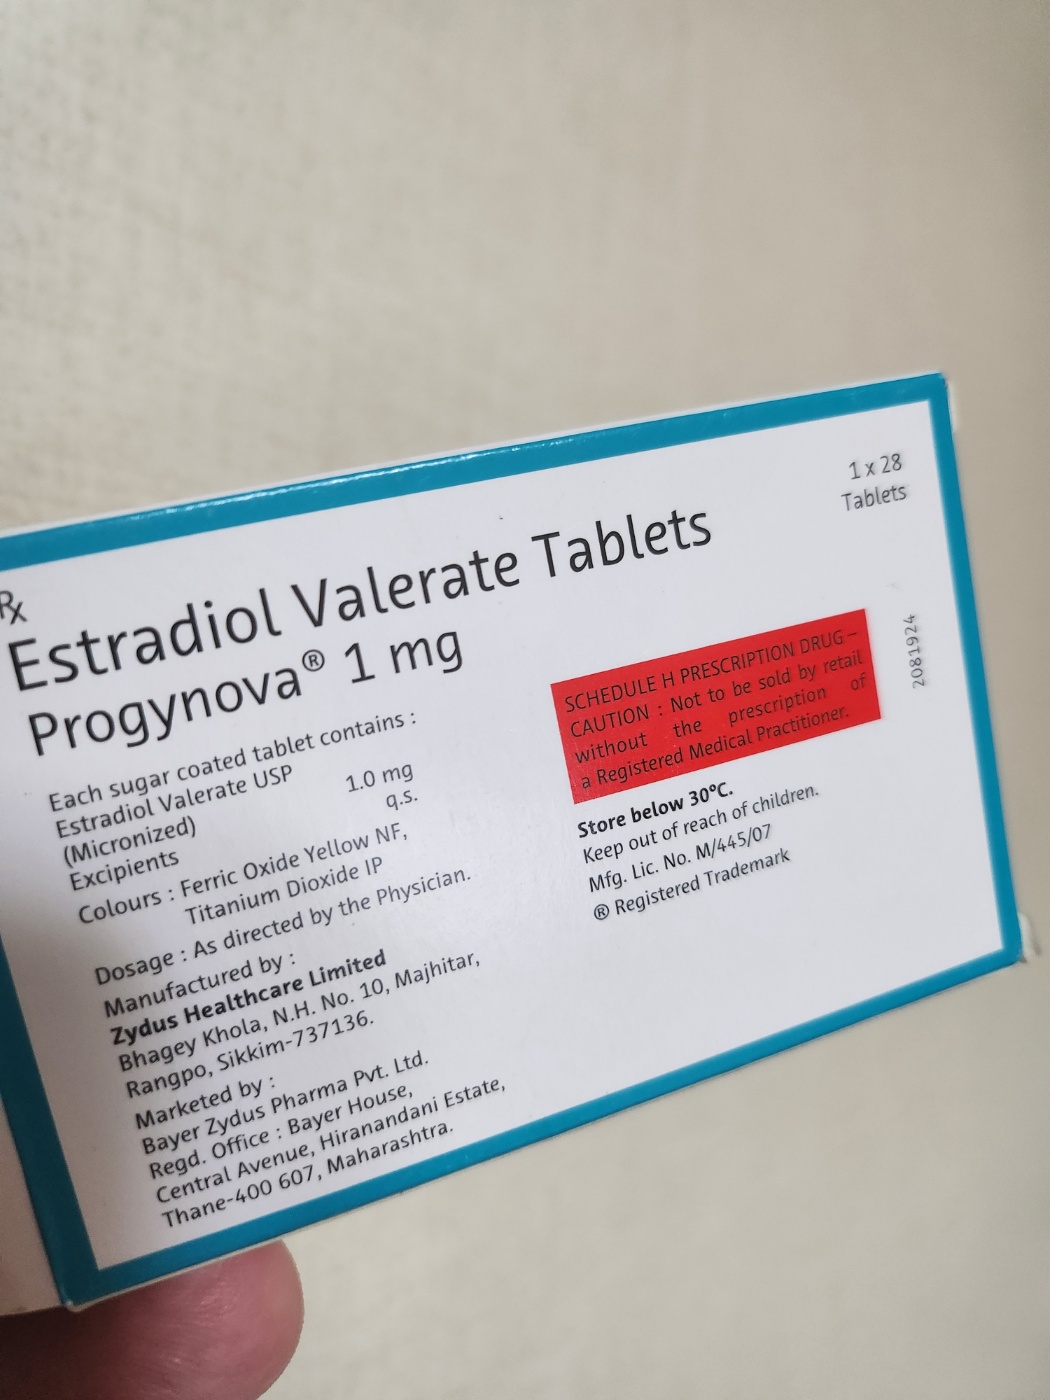 Rx
Estradiol Valerate Tablets
Progynova® 1 mg
1 x 28
Tablets
Each sugar coated tablet contains :
Estradiol Valerate USP 1.0 mg
(Micronized)
Excipients q.s.
Colours : Ferric Oxide Yellow NF,
Titanium Dioxide IP
Dosage : As directed by the Physician.
Manufactured by :
Zydus Healthcare Limited
Bhagey Khola, N.H. No. 10, Majhitar,
Rangpo, Sikkim-737136.
Marketed by :
Bayer Zydus Pharma Pvt. Ltd.
Regd. Office : Bayer House,
Central Avenue, Hiranandani Estate,
Thane-400 607, Maharashtra.
SCHEDULE H PRESCRIPTION DRUG –
CAUTION : Not to be sold by retail
without the prescription of
a Registered Medical Practitioner.
Store below 30°C.
Keep out of reach of children.
Mfg. Lic. No. M/445/07
® Registered Trademark
2081924